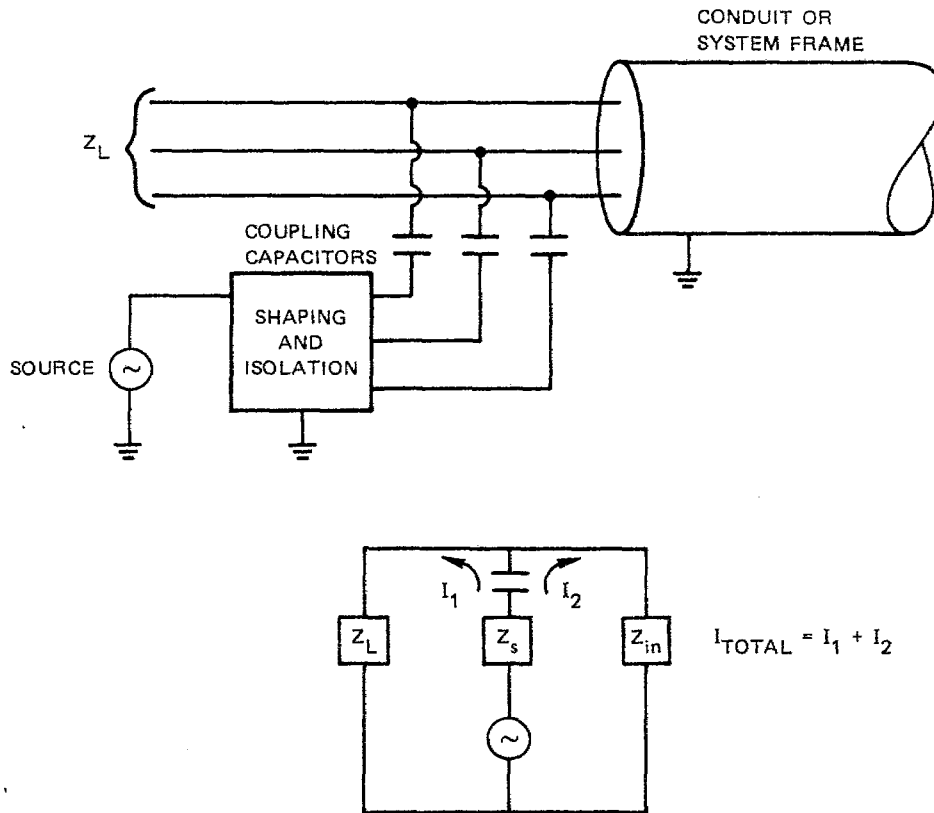 CONDUIT OR
SYSTEM FRAME
Z_L
COUPLING
CAPACITORS
SHAPING
AND
ISOLATION
SOURCE
~
I_1
I_2
Z_L
Z_s
Z_in
I_TOTAL = I_1 + I_2
~